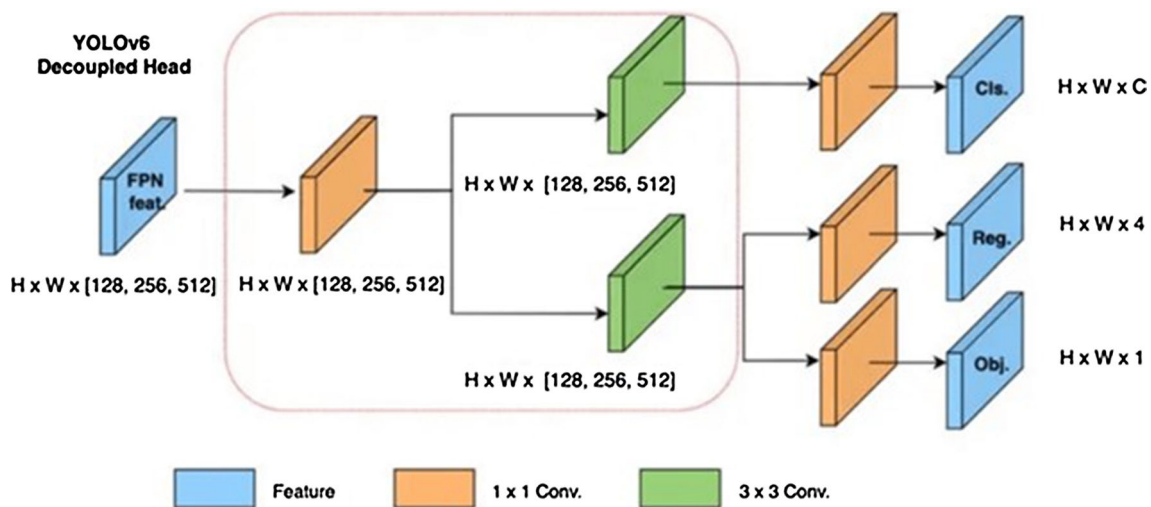 YOLOv6
Decoupled Head
FPN
feat.
H x W x [128, 256, 512]
H x W x [128, 256, 512]
H x W x [128, 256, 512]
H x W x [128, 256, 512]
Cls.
H x W x C
Reg.
H x W x 4
Obj.
H x W x 1
Feature
1 x 1 Conv.
3 x 3 Conv.